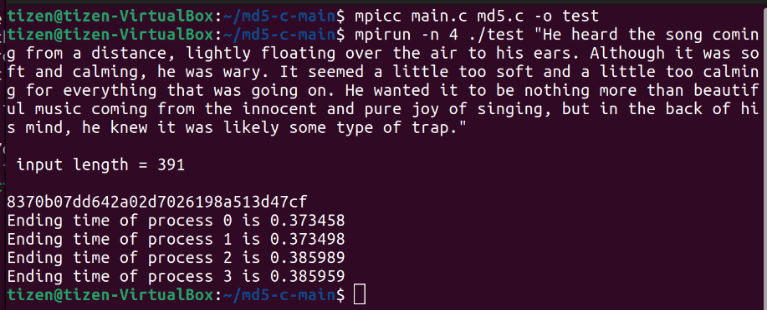 tizen@tizen-VirtualBox:~/md5-c-main$ mpicc main.c md5.c -o test
tizen@tizen-VirtualBox:~/md5-c-main$ mpirun -n 4 ./test "He heard the song comin
g from a distance, lightly floating over the air to his ears. Although it was so
ft and calming, he was wary. It seemed a little too soft and a little too calmin
g for everything that was going on. He wanted it to be nothing more than beautif
ul music coming from the innocent and pure joy of singing, but in the back of hi
s mind, he knew it was likely some type of trap."
input length = 391
8370b07dd642a02d7026198a513d47cf
Ending time of process 0 is 0.373458
Ending time of process 1 is 0.373498
Ending time of process 2 is 0.385989
Ending time of process 3 is 0.385959
tizen@tizen-VirtualBox:~/md5-c-main$